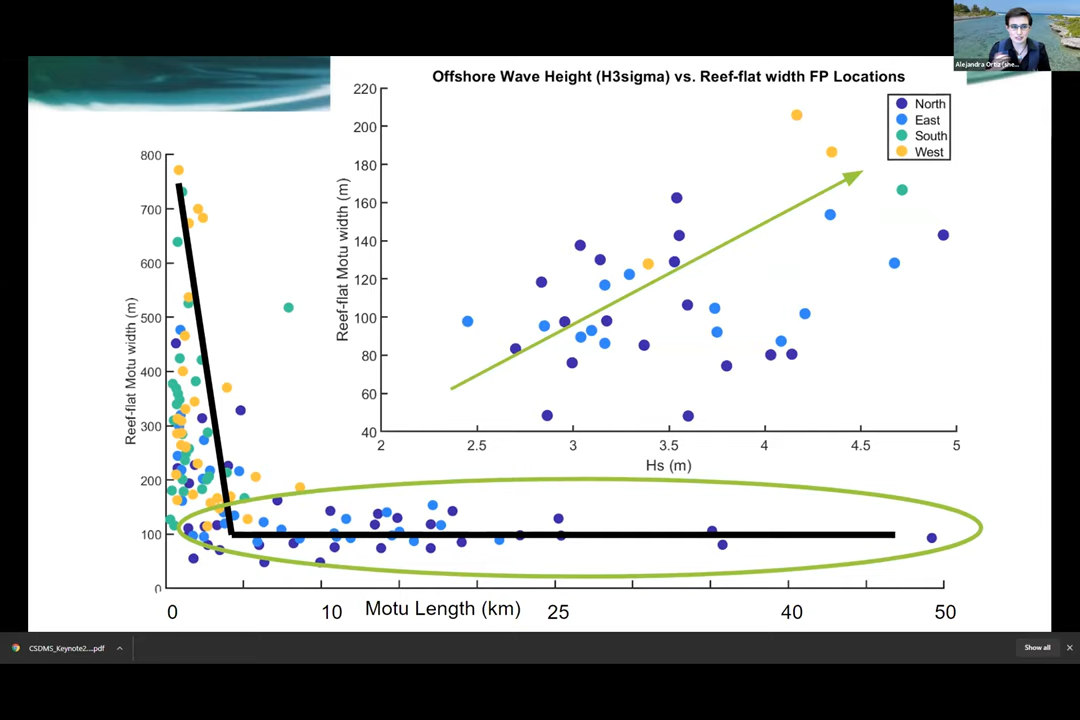 Alejandra Ortiz (she...
Offshore Wave Height (H3sigma) vs. Reef-flat width FP Locations
220
200
180
160
140
120
100
80
60
40
Reef-flat Motu width (m)
2
2.5
3
3.5
4
4.5
5
Hs (m)
North
East
South
West
800
700
600
500
400
300
200
100
0
Reef-flat Motu width (m)
0
10
Motu Length (km)
25
40
50
CSDMS_Keynote2....pdf
Show all